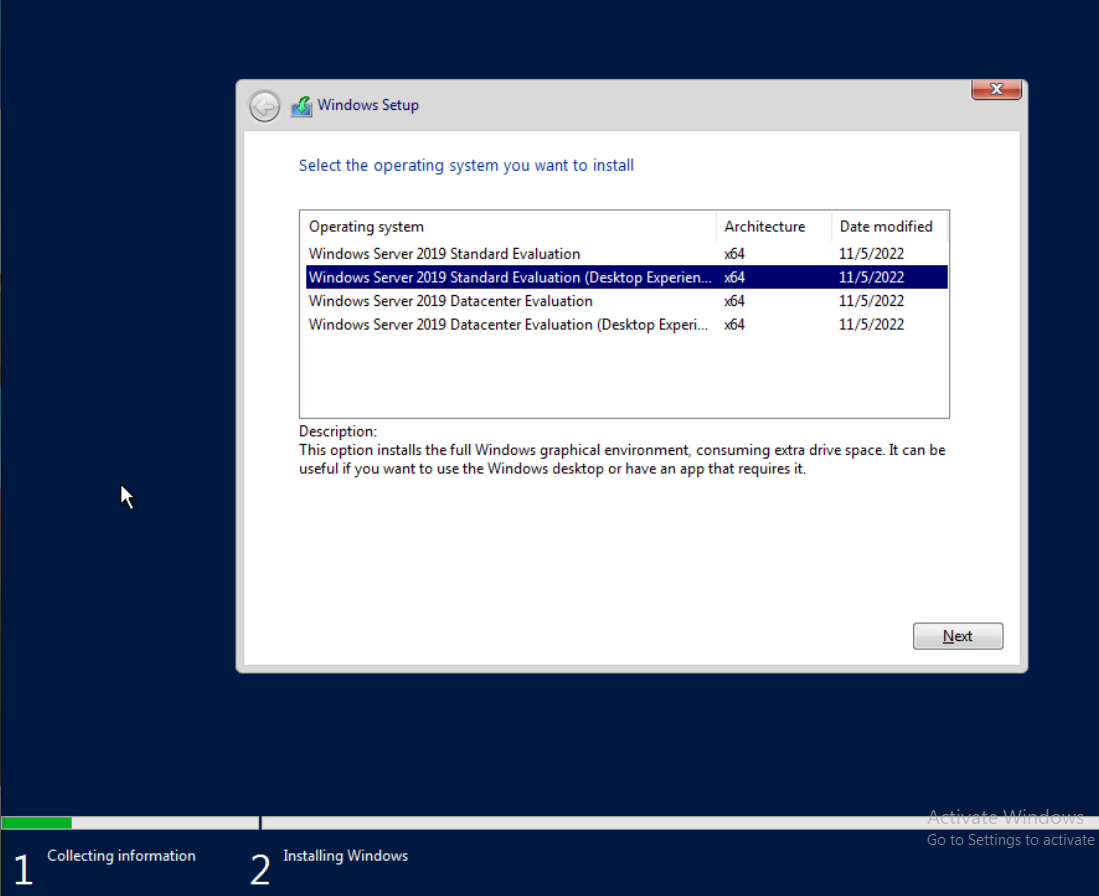 Windows Setup
Select the operating system you want to install
Operating system Architecture Date modified
Windows Server 2019 Standard Evaluation x64 11/5/2022
Windows Server 2019 Standard Evaluation (Desktop Experien... x64 11/5/2022
Windows Server 2019 Datacenter Evaluation x64 11/5/2022
Windows Server 2019 Datacenter Evaluation (Desktop Experi... x64 11/5/2022
Description:
This option installs the full Windows graphical environment, consuming extra drive space. It can be
useful if you want to use the Windows desktop or have an app that requires it.
Next
Activate Windows
Go to Settings to activate
1 Collecting information 2 Installing Windows